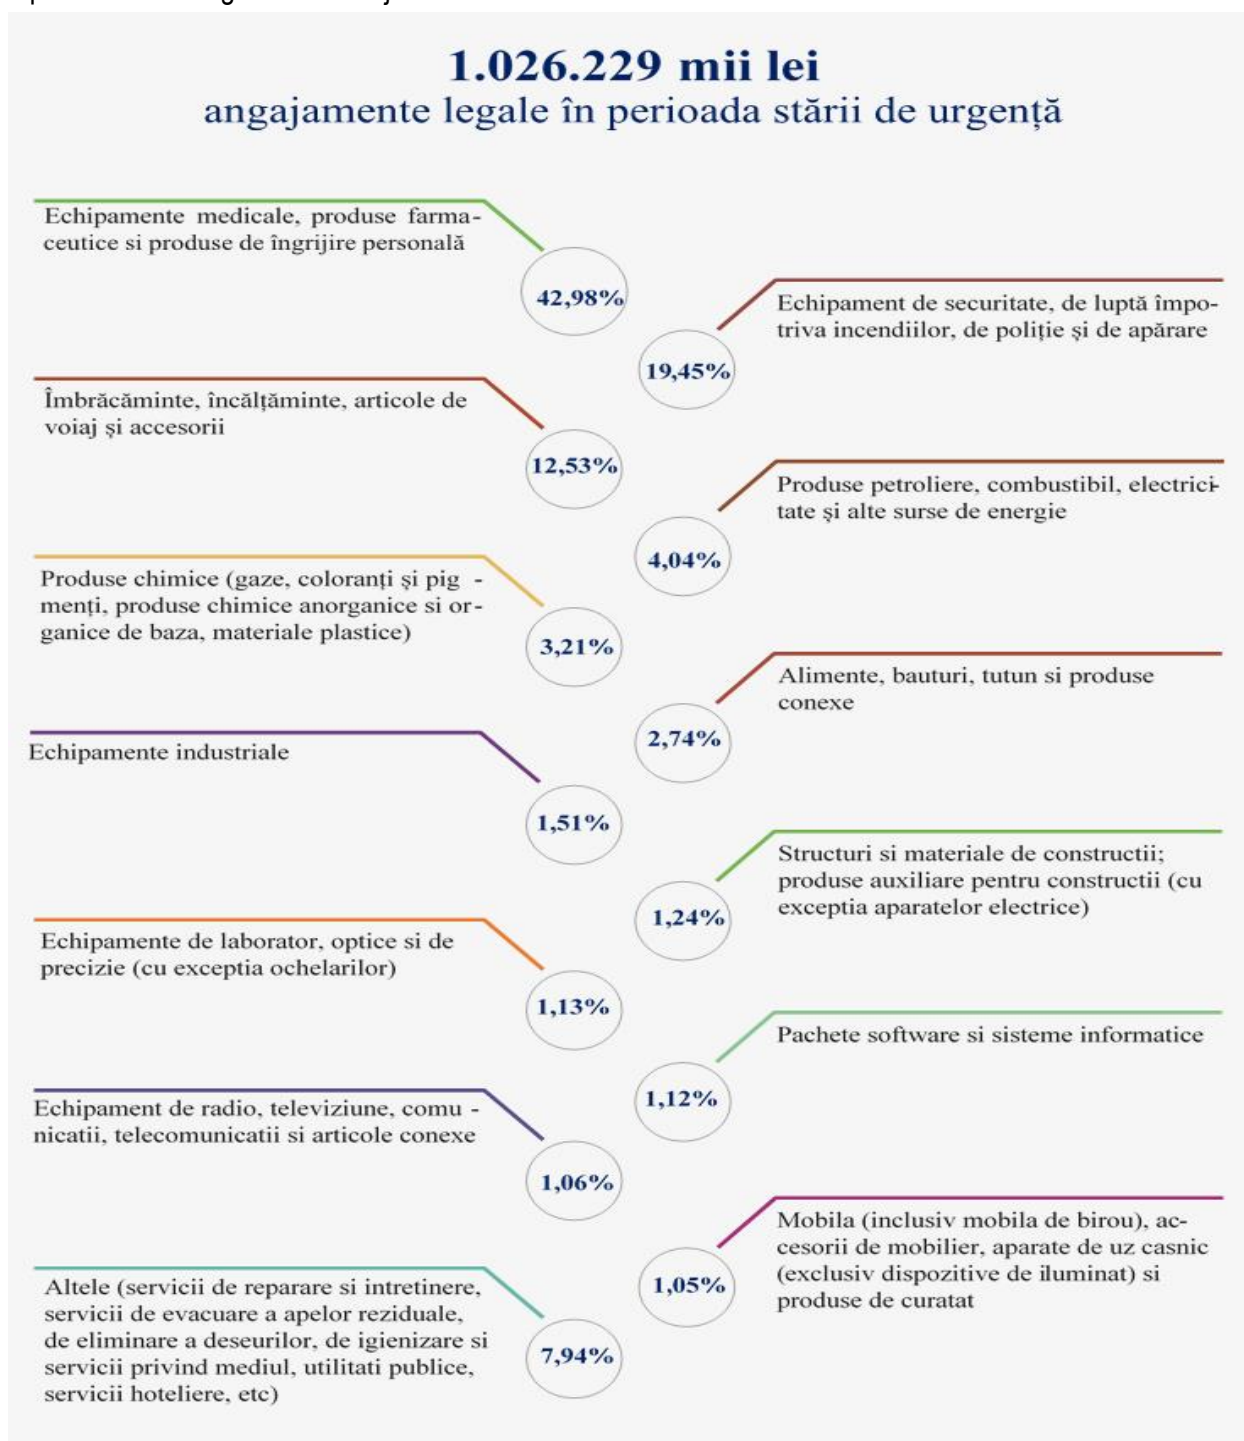 1.026.229 mii lei
angajamente legale în perioada stării de urgență
Echipamente medicale, produse farma-
ceutice si produse de îngrijire personală
42,98%
Echipament de securitate, de luptă împo-
triva incendiilor, de poliție și de apărare
19,45%
Îmbrăcăminte, încălțăminte, articole de
voiaj și accesorii
12,53%
Produse petroliere, combustibil, electrici-
tate și alte surse de energie
4,04%
Produse chimice (gaze, coloranți și pig -
menți, produse chimice anorganice si or-
ganice de baza, materiale plastice)
3,21%
Alimente, bauturi, tutun si produse
conexe
2,74%
Echipamente industriale
1,51%
Structuri si materiale de constructii;
produse auxiliare pentru constructii (cu
exceptia aparatelor electrice)
1,24%
Echipamente de laborator, optice si de
precizie (cu exceptia ochelarilor)
1,13%
Pachete software si sisteme informatice
1,12%
Echipament de radio, televiziune, comu -
nicatii, telecomunicatii si articole conexe
1,06%
Mobila (inclusiv mobila de birou), ac-
cesorii de mobilier, aparate de uz casnic
(exclusiv dispozitive de iluminat) si
produse de curatat
1,05%
Altele (servicii de reparare si intretinere,
servicii de evacuare a apelor reziduale,
de eliminare a deseurilor, de igienizare si
servicii privind mediul, utilitati publice,
servicii hoteliere, etc)
7,94%